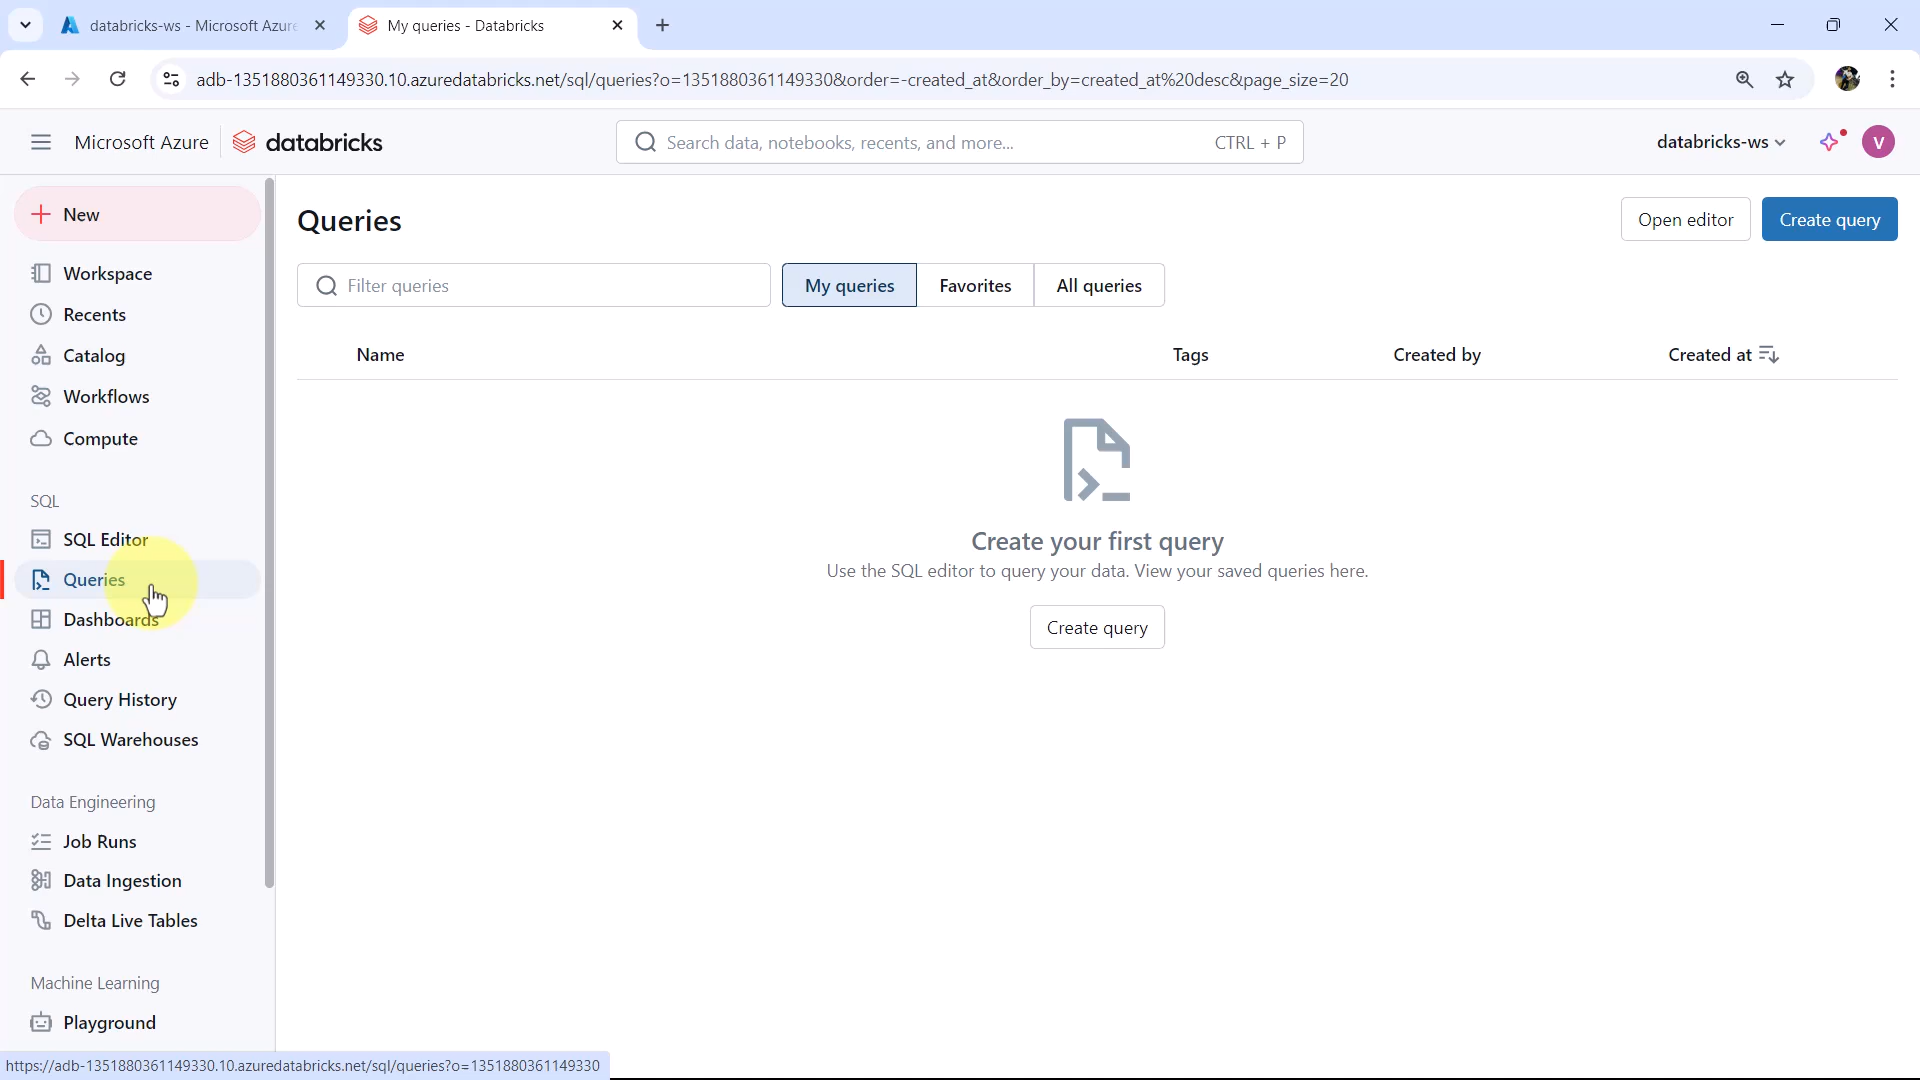 databricks-ws - Microsoft Azure
My queries - Databricks
adb-1351880361149330.10.azuredatabricks.net/sql/queries?o=1351880361149330&order=-created_at&order_by=created_at%20desc&page_size=20
Microsoft Azure
databricks
Search data, notebooks, recents, and more...
CTRL + P
databricks-ws
V
New
Workspace
Recents
Catalog
Workflows
Compute
SQL
SQL Editor
Queries
Dashboards
Alerts
Query History
SQL Warehouses
Data Engineering
Job Runs
Data Ingestion
Delta Live Tables
Machine Learning
Playground
Queries
Open editor
Create query
Filter queries
My queries
Favorites
All queries
Name
Tags
Created by
Created at
Create your first query
Use the SQL editor to query your data. View your saved queries here.
Create query
https://adb-1351880361149330.10.azuredatabricks.net/sql/queries?o=1351880361149330